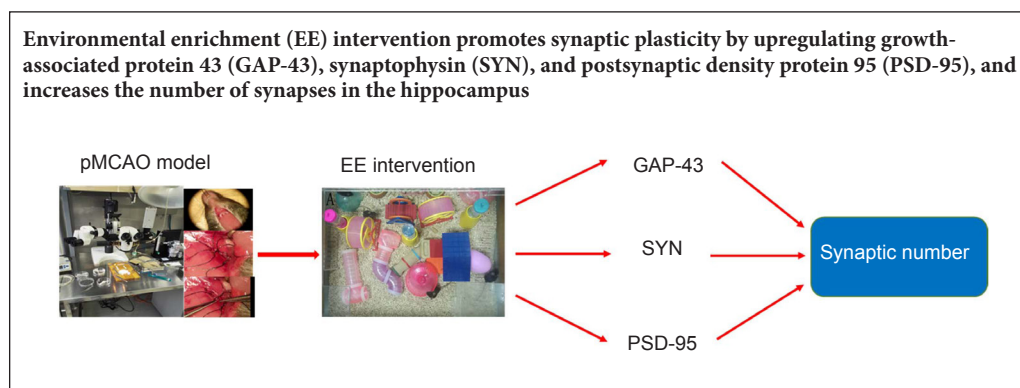 Environmental enrichment (EE) intervention promotes synaptic plasticity by upregulating growth-
associated protein 43 (GAP-43), synaptophysin (SYN), and postsynaptic density protein 95 (PSD-95), and
increases the number of synapses in the hippocampus
pMCAO model
EE intervention
GAP-43
A
SYN
Synaptic number
PSD-95